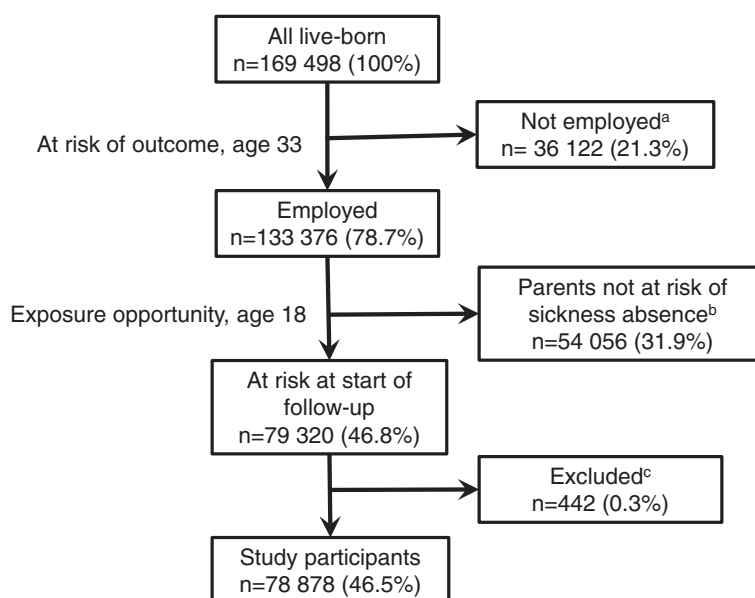 All live-born
n=169 498 (100%)
At risk of outcome, age 33
Not employedᵃ
n= 36 122 (21.3%)
Employed
n=133 376 (78.7%)
Exposure opportunity, age 18
Parents not at risk of
sickness absenceᵇ
n=54 056 (31.9%)
At risk at start of
follow-up
n=79 320 (46.8%)
Excludedᶜ
n=442 (0.3%)
Study participants
n=78 878 (46.5%)